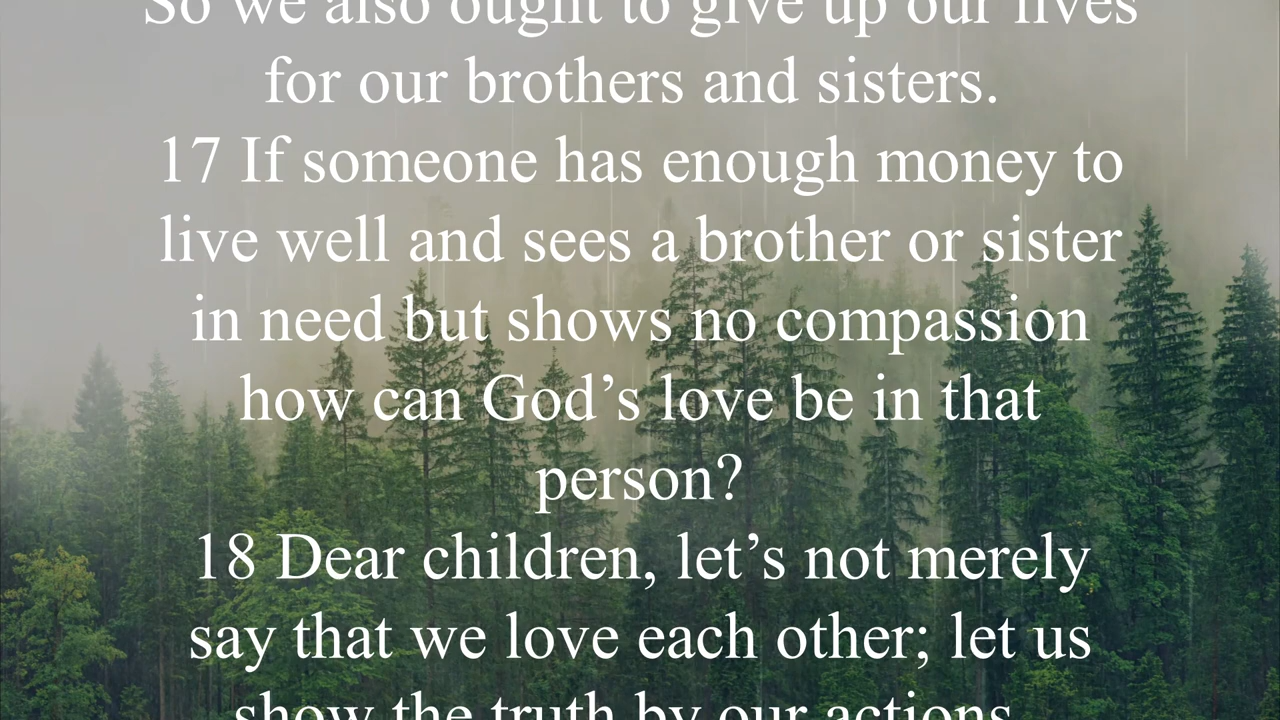 So we also ought to give up our lives
for our brothers and sisters.
17 If someone has enough money to
live well and sees a brother or sister
in need but shows no compassion
how can God’s love be in that
person?
18 Dear children, let’s not merely
say that we love each other; let us
show the truth by our actions